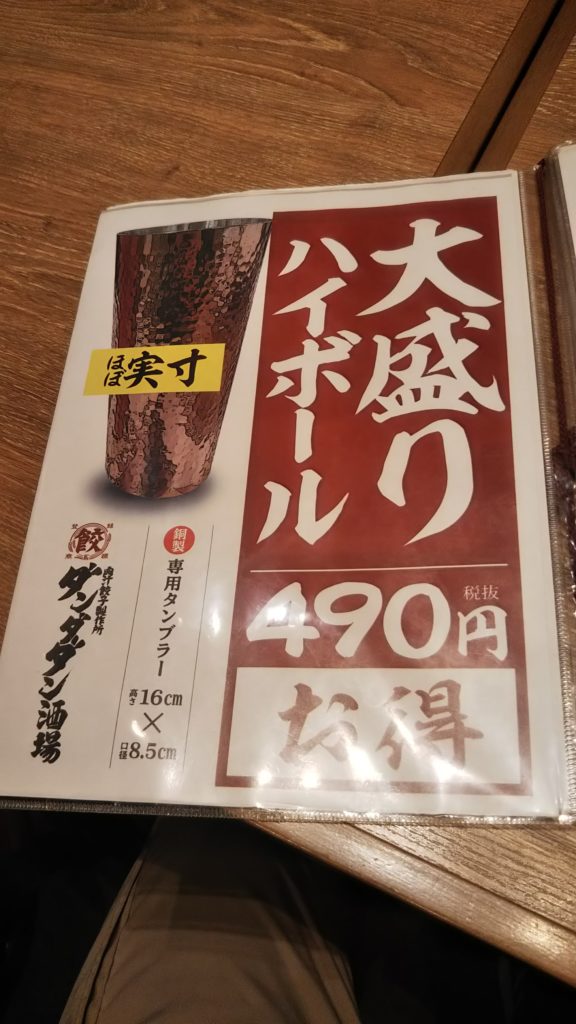 大盛り
ハイボール
490円
税抜
お得
ほぼ実寸
銅製
専用タンブラー
高さ16cm
×
口径8.5cm
餃
肉汁餃子製作所
ダンダダン酒場